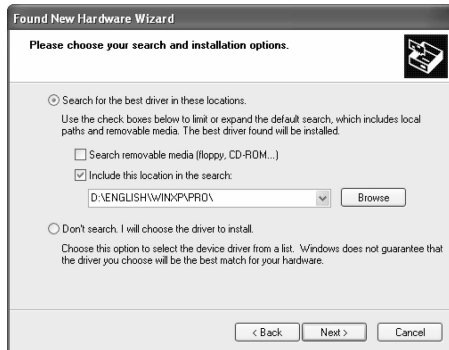 Found New Hardware Wizard
Please choose your search and installation options.
Search for the best driver in these locations.
Use the check boxes below to limit or expand the default search, which includes local
paths and removable media. The best driver found will be installed.
Search removable media (floppy, CD-ROM...)
Include this location in the search:
D:\ENGLISH\WINXP\PRO\
Browse
Don't search. I will choose the driver to install.
Choose this option to select the device driver from a list. Windows does not guarantee that
the driver you choose will be the best match for your hardware.
< Back
Next >
Cancel